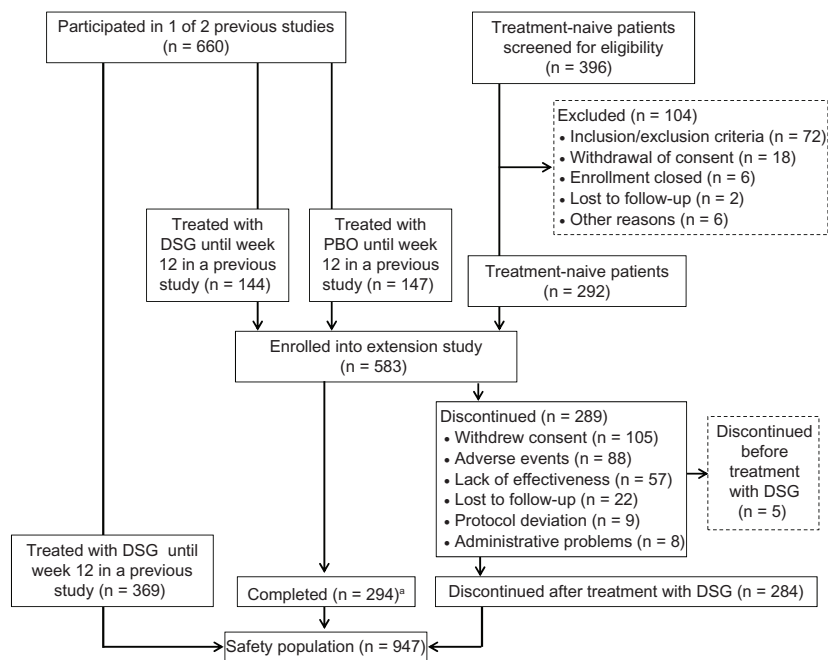 Participated in 1 of 2 previous studies
(n = 660)
Treatment-naive patients
screened for eligibility
(n = 396)
Excluded (n = 104)
• Inclusion/exclusion criteria (n = 72)
• Withdrawal of consent (n = 18)
• Enrollment closed (n = 6)
• Lost to follow-up (n = 2)
• Other reasons (n = 6)
Treated with
DSG until week
12 in a previous
study (n = 144)
Treated with
PBO until week
12 in a previous
study (n = 147)
Treatment-naive patients
(n = 292)
Enrolled into extension study
(n = 583)
Discontinued (n = 289)
• Withdrew consent (n = 105)
• Adverse events (n = 88)
• Lack of effectiveness (n = 57)
• Lost to follow-up (n = 22)
• Protocol deviation (n = 9)
• Administrative problems (n = 8)
Discontinued
before
treatment
with DSG
(n = 5)
Treated with DSG until
week 12 in a previous
study (n = 369)
Completed (n = 294)ª
Discontinued after treatment with DSG (n = 284)
Safety population (n = 947)